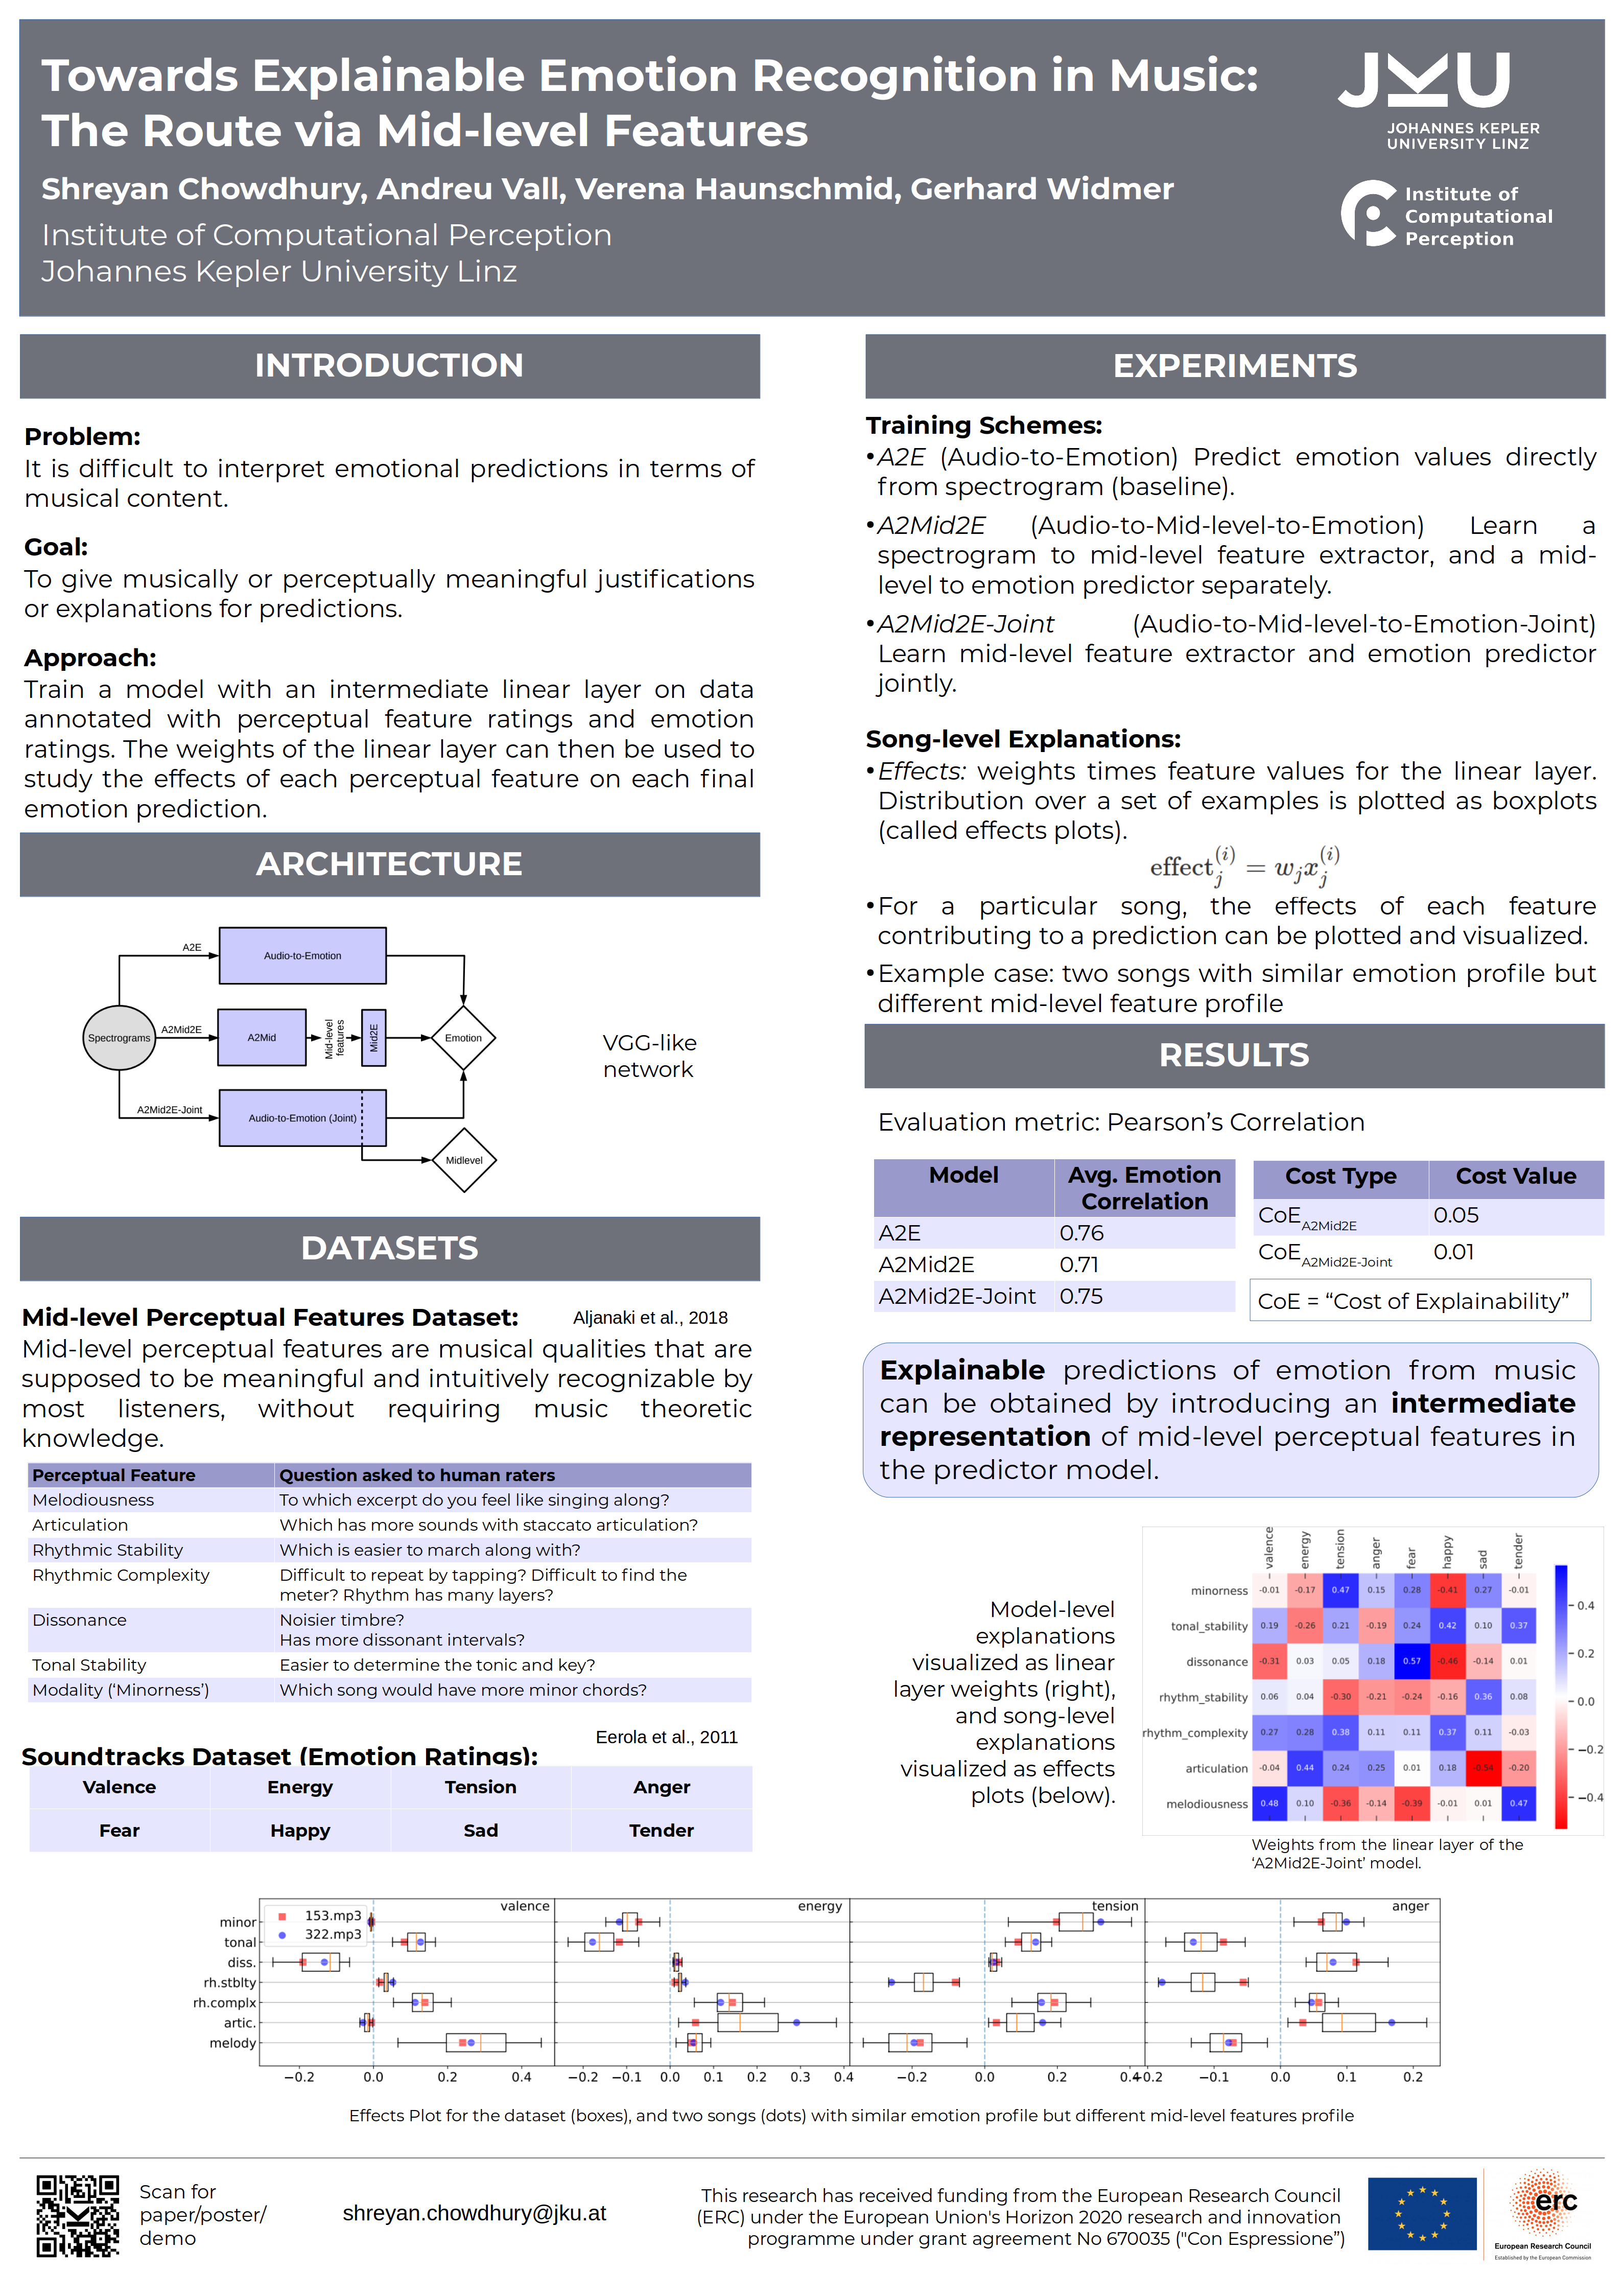 Towards Explainable Emotion Recognition in Music:
The Route via Mid-level Features
Shreyan Chowdhury, Andreu Vall, Verena Haunschmid, Gerhard Widmer
Institute of Computational Perception
Johannes Kepler University Linz
JKU
JOHANNES KEPLER
UNIVERSITY LINZ
Institute of
Computational
Perception
INTRODUCTION
Problem:
It is difficult to interpret emotional predictions in terms of
musical content.
Goal:
To give musically or perceptually meaningful justifications
or explanations for predictions.
Approach:
Train a model with an intermediate linear layer on data
annotated with perceptual feature ratings and emotion
ratings. The weights of the linear layer can then be used to
study the effects of each perceptual feature on each final
emotion prediction.
ARCHITECTURE
A2E
Audio-to-Emotion
Spectrograms
A2Mid2E
A2Mid
Mid-level
features
Mid2E
Emotion
A2Mid2E-Joint
Audio-to-Emotion (Joint)
Midlevel
VGG-like
network
DATASETS
Mid-level Perceptual Features Dataset: Aljanaki et al., 2018
Mid-level perceptual features are musical qualities that are
supposed to be meaningful and intuitively recognizable by
most listeners, without requiring music theoretic
knowledge.
Perceptual Feature Question asked to human raters
Melodiousness To which excerpt do you feel like singing along?
Articulation Which has more sounds with staccato articulation?
Rhythmic Stability Which is easier to march along with?
Rhythmic Complexity Difficult to repeat by tapping? Difficult to find the
meter? Rhythm has many layers?
Dissonance Noisier timbre?
Has more dissonant intervals?
Tonal Stability Easier to determine the tonic and key?
Modality (‘Minorness’) Which song would have more minor chords?
Eerola et al., 2011
Soundtracks Dataset (Emotion Ratings):
Valence Energy Tension Anger
Fear Happy Sad Tender
EXPERIMENTS
Training Schemes:
•A2E (Audio-to-Emotion) Predict emotion values directly
from spectrogram (baseline).
•A2Mid2E (Audio-to-Mid-level-to-Emotion) Learn a
spectrogram to mid-level feature extractor, and a mid-
level to emotion predictor separately.
•A2Mid2E-Joint (Audio-to-Mid-level-to-Emotion-Joint)
Learn mid-level feature extractor and emotion predictor
jointly.
Song-level Explanations:
•Effects: weights times feature values for the linear layer.
Distribution over a set of examples is plotted as boxplots
(called effects plots).
effect_j^(i) = w_j x_j^(i)
•For a particular song, the effects of each feature
contributing to a prediction can be plotted and visualized.
•Example case: two songs with similar emotion profile but
different mid-level feature profile
RESULTS
Evaluation metric: Pearson’s Correlation
Model Avg. Emotion
Correlation
A2E 0.76
A2Mid2E 0.71
A2Mid2E-Joint 0.75
Cost Type Cost Value
CoE A2Mid2E 0.05
CoE A2Mid2E-Joint 0.01
CoE = “Cost of Explainability”
Explainable predictions of emotion from music
can be obtained by introducing an intermediate
representation of mid-level perceptual features in
the predictor model.
Model-level
explanations
visualized as linear
layer weights (right),
and song-level
explanations
visualized as effects
plots (below).
valence energy tension anger fear happy sad tender
minorness -0.01 -0.17 0.47 0.15 0.28 -0.41 0.27 -0.01
tonal_stability 0.19 -0.26 0.21 -0.19 0.24 0.42 0.10 0.37
dissonance -0.31 0.03 0.05 0.18 0.57 -0.46 -0.14 0.01
rhythm_stability 0.06 0.04 -0.30 -0.21 -0.24 -0.16 0.36 0.08
rhythm_complexity 0.27 0.28 0.38 0.11 0.11 0.37 0.11 -0.03
articulation -0.04 0.44 0.24 0.25 0.01 0.18 -0.54 -0.20
melodiousness 0.48 0.10 -0.36 -0.14 -0.39 -0.01 0.01 0.47
0.4
0.2
0.0
−0.2
−0.4
Weights from the linear layer of the
‘A2Mid2E-Joint’ model.
valence energy tension anger
153.mp3
322.mp3
minor
tonal
diss.
rh.stblty
rh.complx
artic.
melody
−0.2 0.0 0.2 0.4 −0.2 −0.1 0.0 0.1 0.2 0.3 0.4 −0.2 0.0 0.2 0.4 −0.2 −0.1 0.0 0.1 0.2
Effects Plot for the dataset (boxes), and two songs (dots) with similar emotion profile but different mid-level features profile
Scan for
paper/poster/
demo
shreyan.chowdhury@jku.at
This research has received funding from the European Research Council
(ERC) under the European Union's Horizon 2020 research and innovation
programme under grant agreement No 670035 ("Con Espressione”)
erc
European Research Council
Established by the European Commission